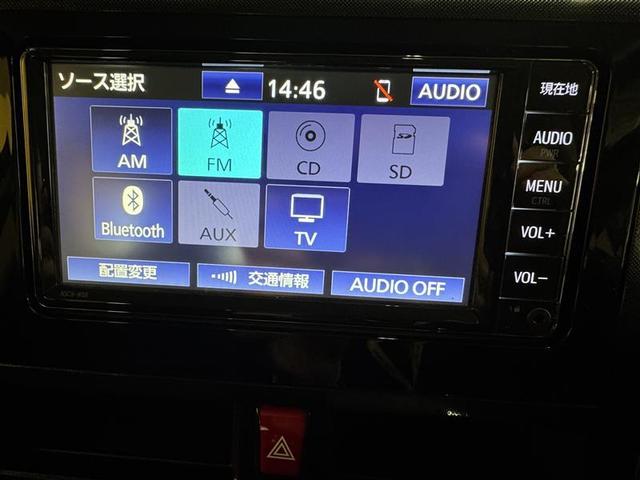 ソース選択
14:46
AUDIO
AM
FM
CD
SD
Bluetooth
AUX
TV
配置変更
交通情報
AUDIO OFF
現在地
AUDIO
PWR
MENU
CTRL
VOL+
VOL-